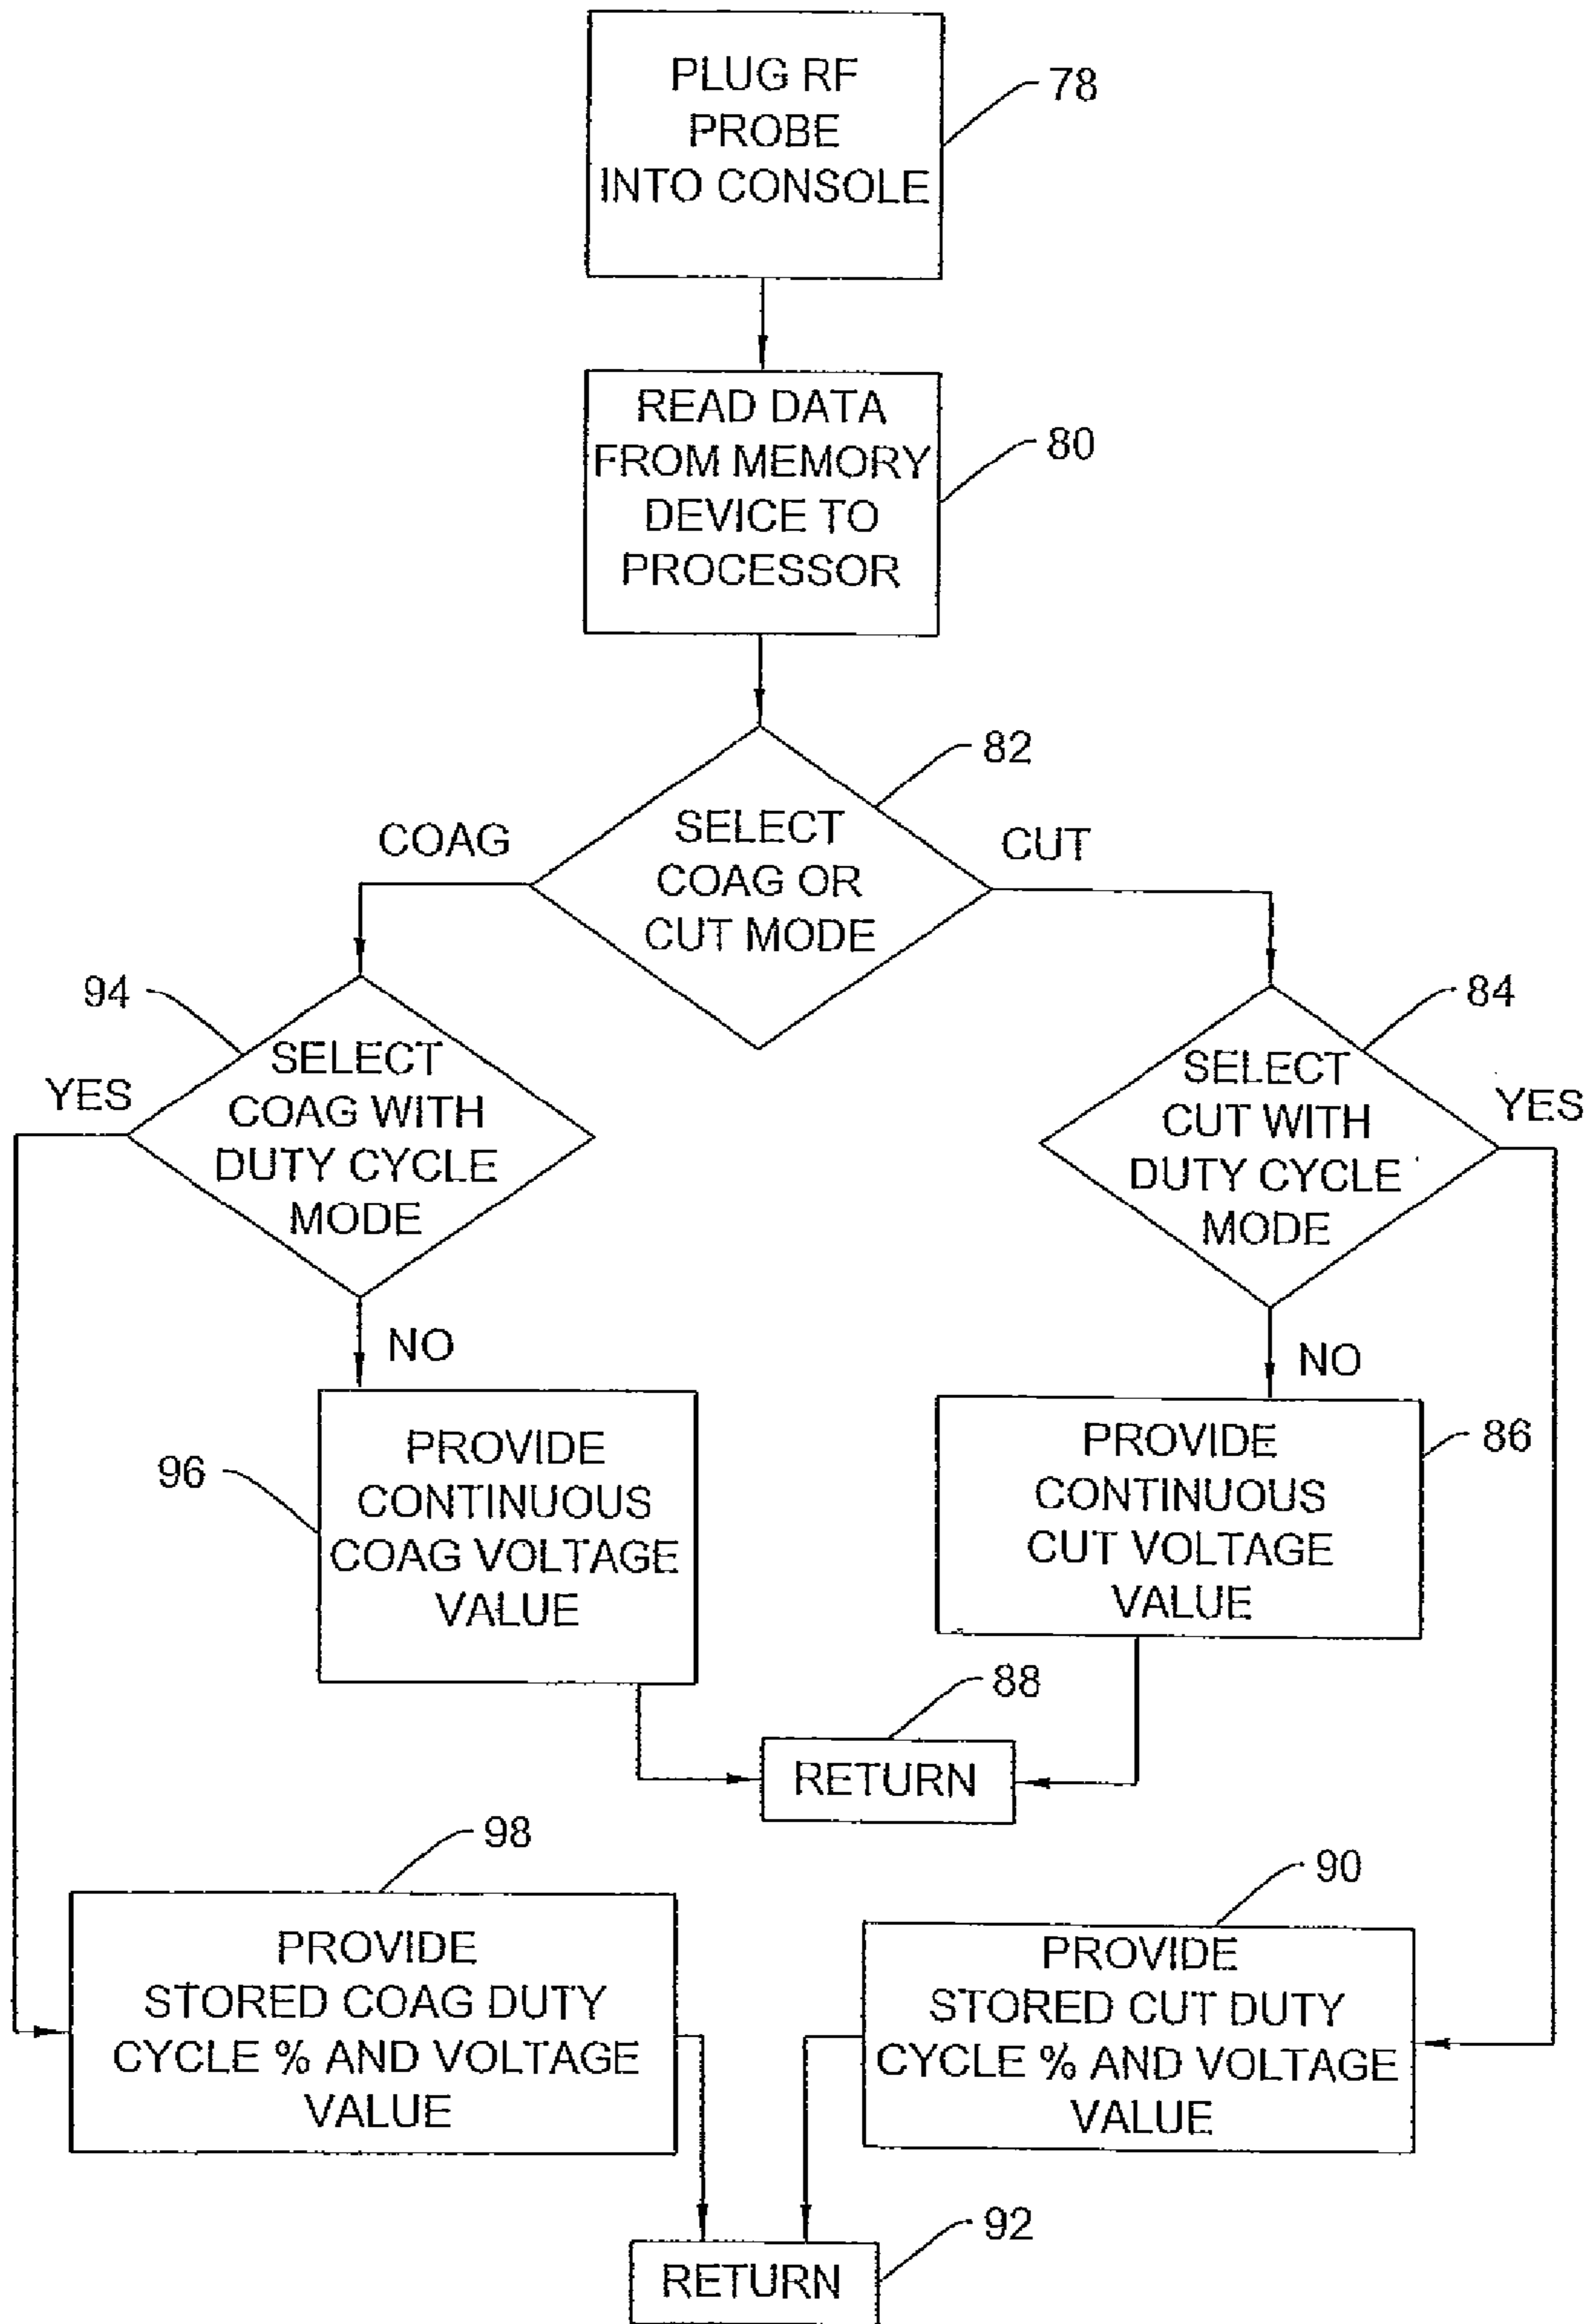 PLUG RF
PROBE
INTO CONSOLE
78
READ DATA
FROM MEMORY
DEVICE TO
PROCESSOR
80
82
COAG
SELECT
COAG OR
CUT MODE
CUT
94
SELECT
COAG WITH
DUTY CYCLE
MODE
YES
NO
84
SELECT
CUT WITH
DUTY CYCLE
MODE
YES
NO
96
PROVIDE
CONTINUOUS
COAG VOLTAGE
VALUE
PROVIDE
CONTINUOUS
CUT VOLTAGE
VALUE
86
88
RETURN
98
PROVIDE
STORED COAG DUTY
CYCLE % AND VOLTAGE
VALUE
90
PROVIDE
STORED CUT DUTY
CYCLE % AND VOLTAGE
VALUE
92
RETURN